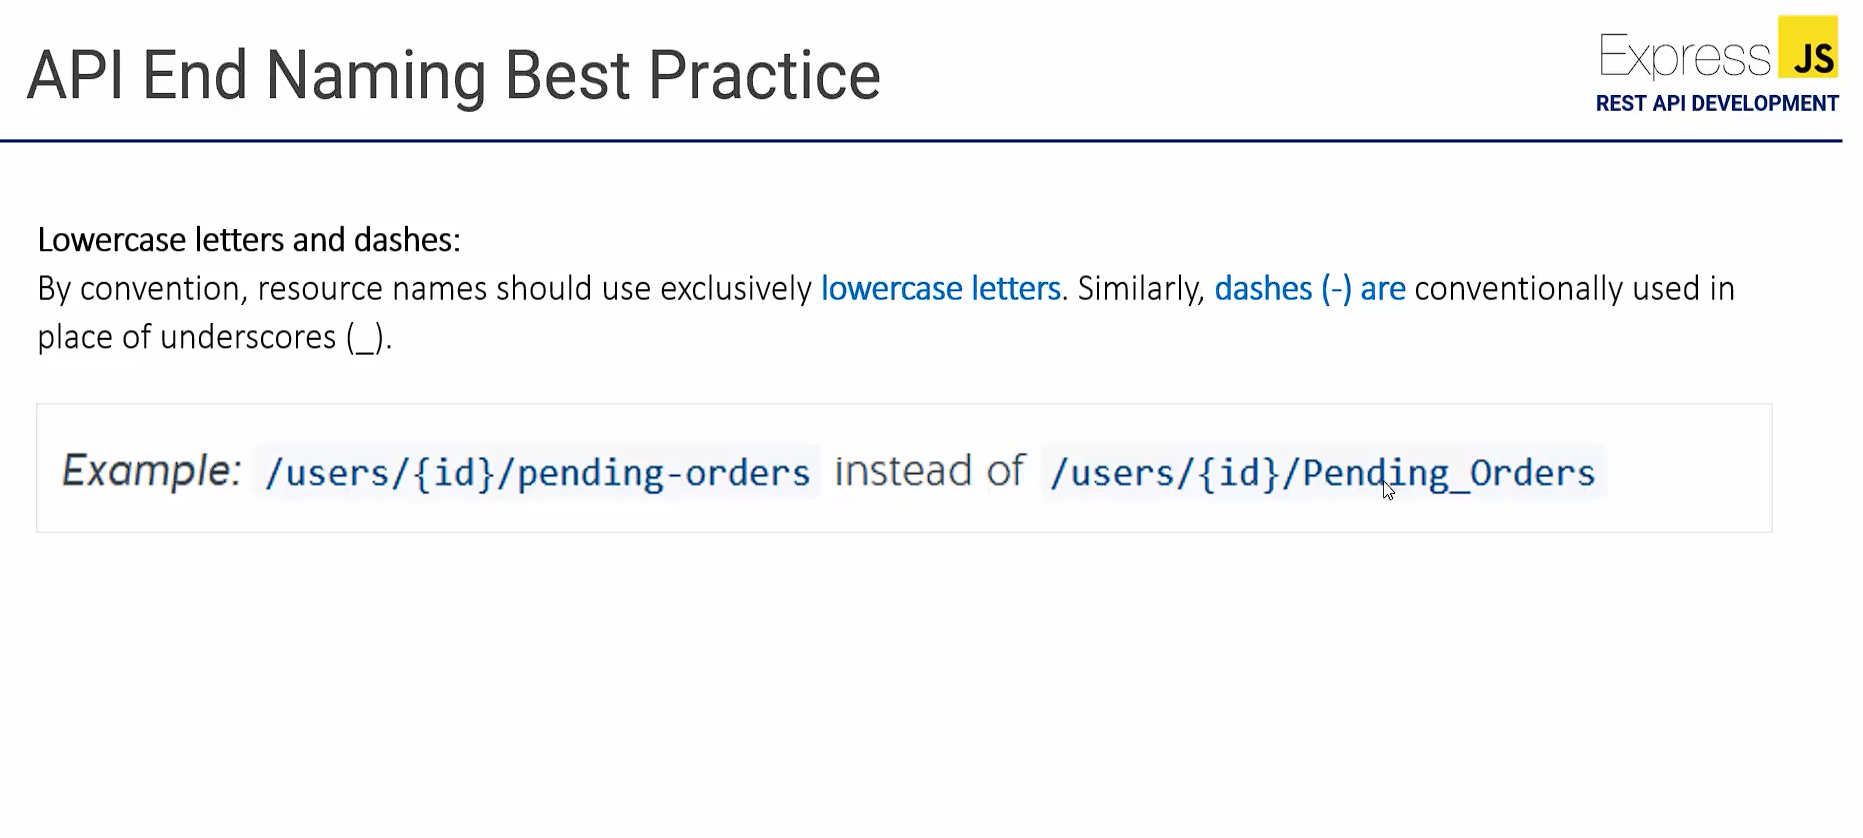 API End Naming Best Practice
Express JS
REST API DEVELOPMENT
Lowercase letters and dashes:
By convention, resource names should use exclusively lowercase letters. Similarly, dashes (-) are conventionally used in
place of underscores (_).
Example: /users/{id}/pending-orders instead of /users/{id}/Pending_Orders